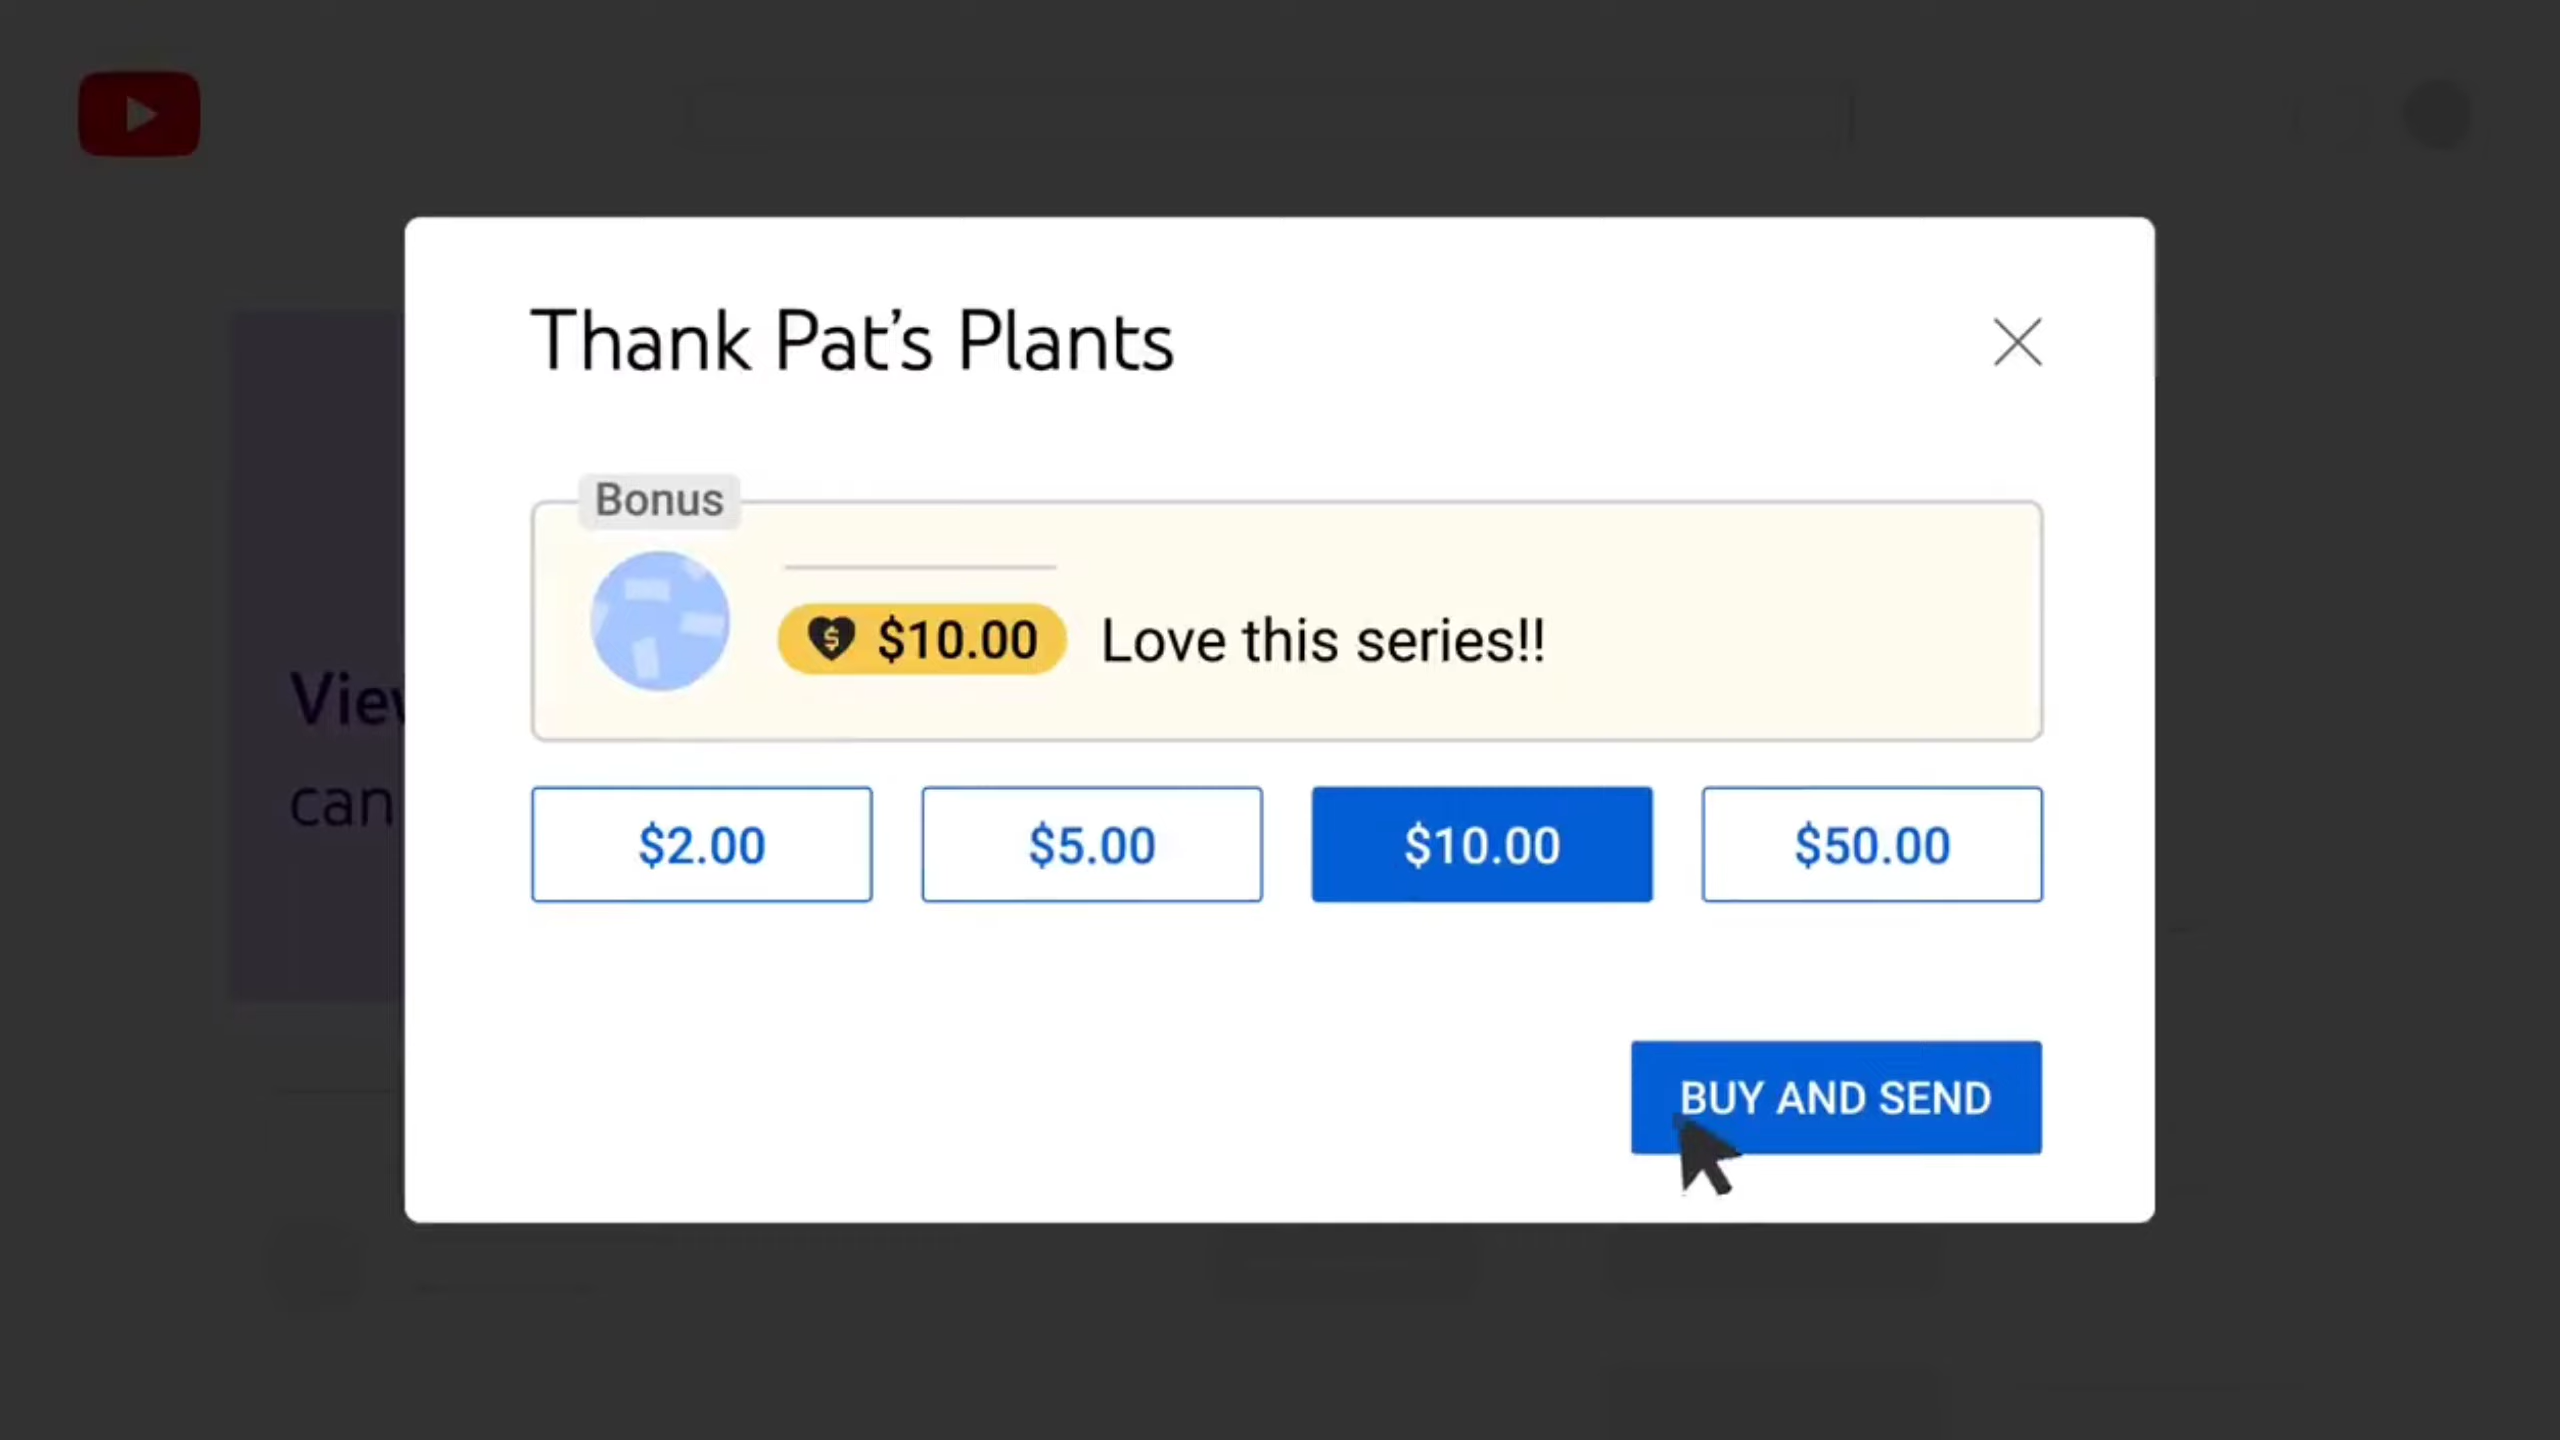 Thank Pat's Plants
Bonus
$10.00 Love this series!!
$2.00 $5.00 $10.00 $50.00
can
BUY AND SEND